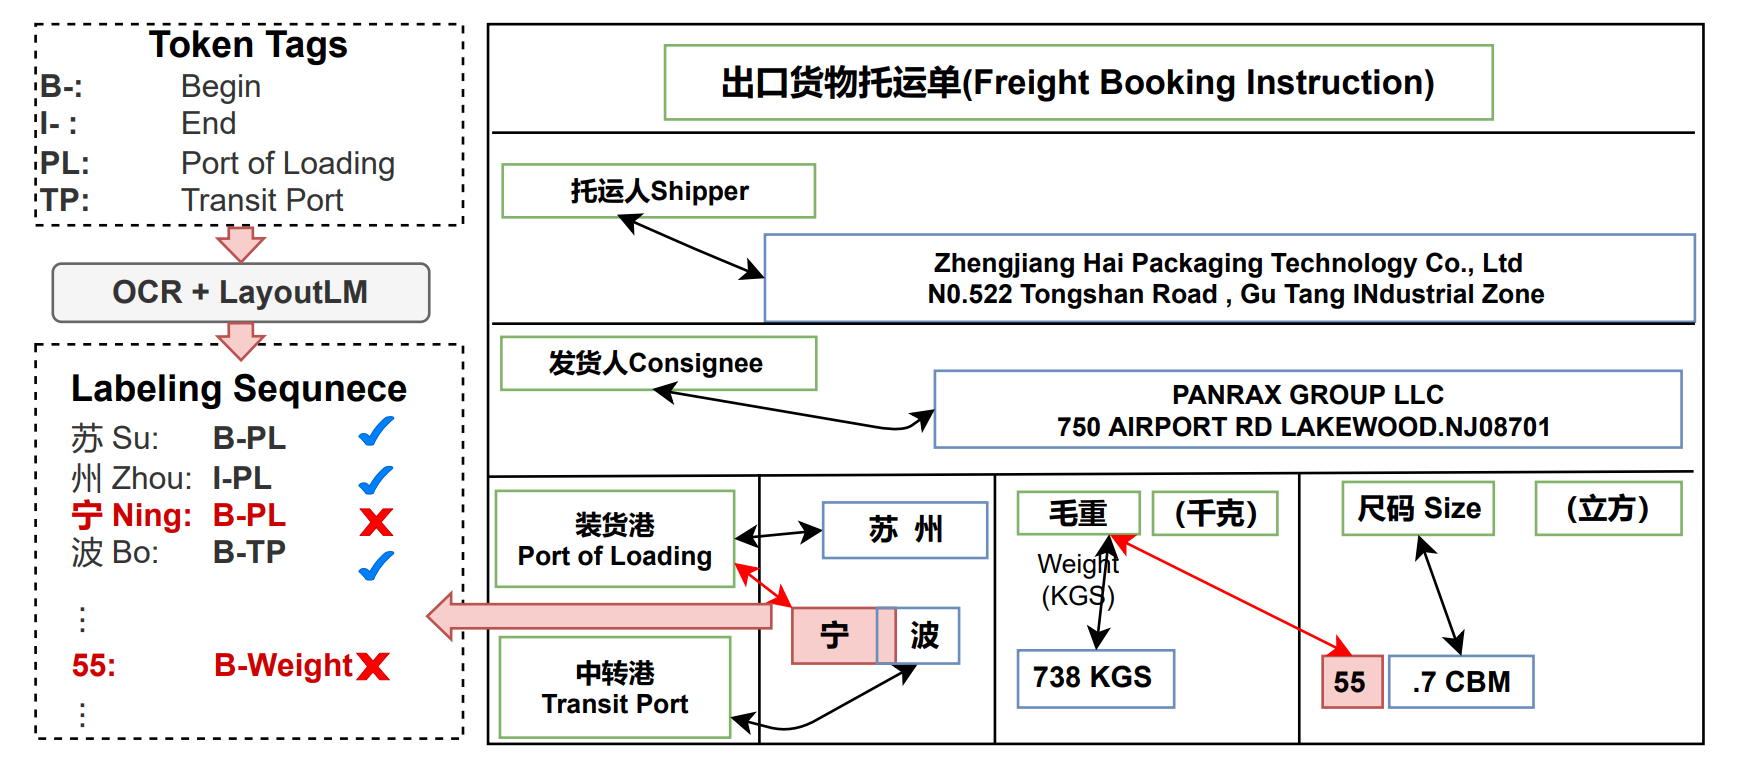 Token Tags
B-: Begin
I- : End
PL: Port of Loading
TP: Transit Port
OCR + LayoutLM
Labeling Sequnece
苏 Su: B-PL
州 Zhou: I-PL
宁 Ning: B-PL
波 Bo: B-TP
⋮
55: B-Weight
⋮
出口货物托运单(Freight Booking Instruction)
托运人Shipper
Zhengjiang Hai Packaging Technology Co., Ltd
N0.522 Tongshan Road , Gu Tang INdustrial Zone
发货人Consignee
PANRAX GROUP LLC
750 AIRPORT RD LAKEWOOD.NJ08701
装货港
Port of Loading
苏 州
宁 波
中转港
Transit Port
毛重 (千克)
Weight
(KGS)
738 KGS
尺码 Size (立方)
55 .7 CBM